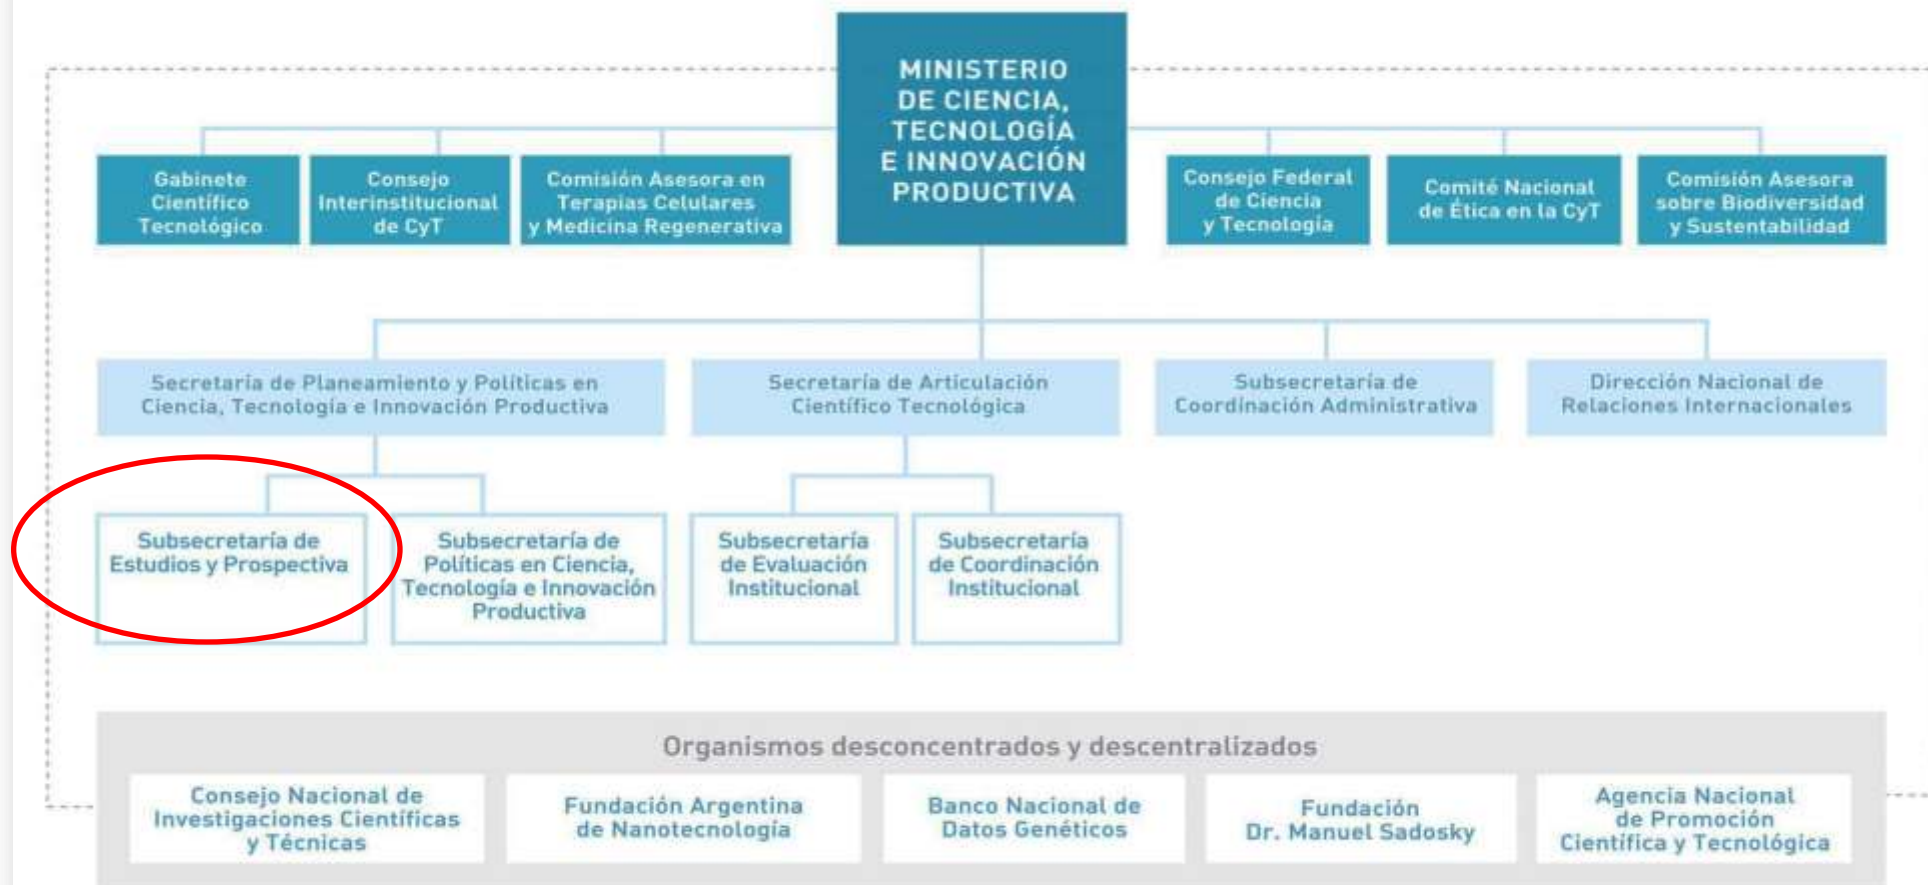 MINISTERIO
DE CIENCIA,
TECNOLOGÍA
E INNOVACIÓN
PRODUCTIVA
Gabinete
Científico
Tecnológico
Consejo
Interinstitucional
de CyT
Comisión Asesora en
Terapias Celulares
y Medicina Regenerativa
Consejo Federal
de Ciencia
y Tecnología
Comité Nacional
de Ética en la CyT
Comisión Asesora
sobre Biodiversidad
y Sustentabilidad
Secretaría de Planeamiento y Políticas en
Ciencia, Tecnología e Innovación Productiva
Secretaría de Articulación
Científico Tecnológica
Subsecretaría de
Coordinación Administrativa
Dirección Nacional de
Relaciones Internacionales
Subsecretaría de
Estudios y Prospectiva
Subsecretaría de
Políticas en Ciencia,
Tecnología e Innovación
Productiva
Subsecretaría
de Evaluación
Institucional
Subsecretaría
de Coordinación
Institucional
Organismos desconcentrados y descentralizados
Consejo Nacional de
Investigaciones Científicas
y Técnicas
Fundación Argentina
de Nanotecnología
Banco Nacional de
Datos Genéticos
Fundación
Dr. Manuel Sadosky
Agencia Nacional
de Promoción
Científica y Tecnológica